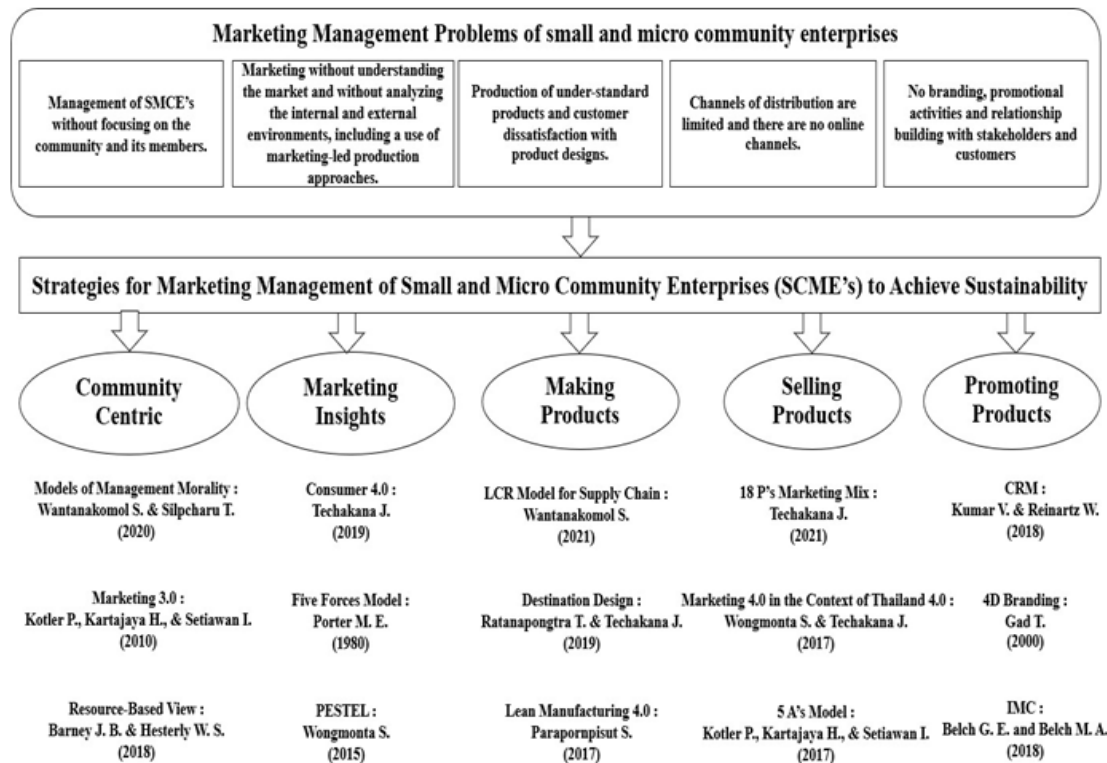 Marketing Management Problems of small and micro community enterprises
Management of SMCE's
without focusing on the
community and its members.
Marketing without understanding
the market and without analyzing
the internal and external
environments, including a use of
marketing-led production
approaches.
Production of under-standard
products and customer
dissatisfaction with
product designs.
Channels of distribution are
limited and there are no online
channels.
No branding, promotional
activities and relationship
building with stakeholders and
customers
Strategies for Marketing Management of Small and Micro Community Enterprises (SCME's) to Achieve Sustainability
Community
Centric
Marketing
Insights
Making
Products
Selling
Products
Promoting
Products
Models of Management Morality :
Wantanakomol S. & Silpcharu T.
(2020)
Consumer 4.0 :
Techakana J.
(2019)
LCR Model for Supply Chain :
Wantanakomol S.
(2021)
18 P's Marketing Mix :
Techakana J.
(2021)
CRM :
Kumar V. & Reinartz W.
(2018)
Marketing 3.0 :
Kotler P., Kartajaya H., & Setiawan I.
(2010)
Five Forces Model :
Porter M. E.
(1980)
Destination Design :
Ratanapongtra T. & Techakana J.
(2019)
Marketing 4.0 in the Context of Thailand 4.0 :
Wongmonta S. & Techakana J.
(2017)
4D Branding :
Gad T.
(2000)
Resource-Based View :
Barney J. B. & Hesterly W. S.
(2018)
PESTEL :
Wongmonta S.
(2015)
Lean Manufacturing 4.0 :
Parapornpisut S.
(2017)
5 A's Model :
Kotler P., Kartajaya H., & Setiawan I.
(2017)
IMC :
Belch G. E. and Belch M. A.
(2018)